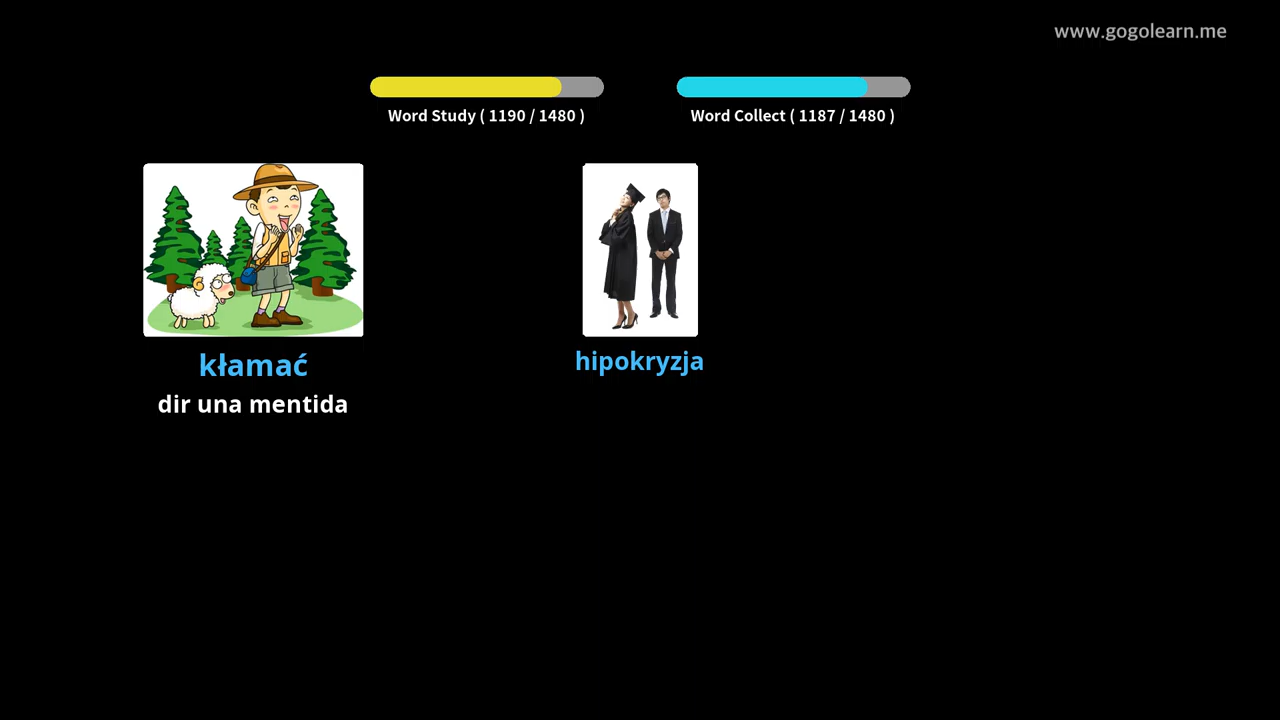 www.gogolearn.me
Word Study ( 1190 / 1480 )
Word Collect ( 1187 / 1480 )
kłamać
dir una mentida
hipokryzja